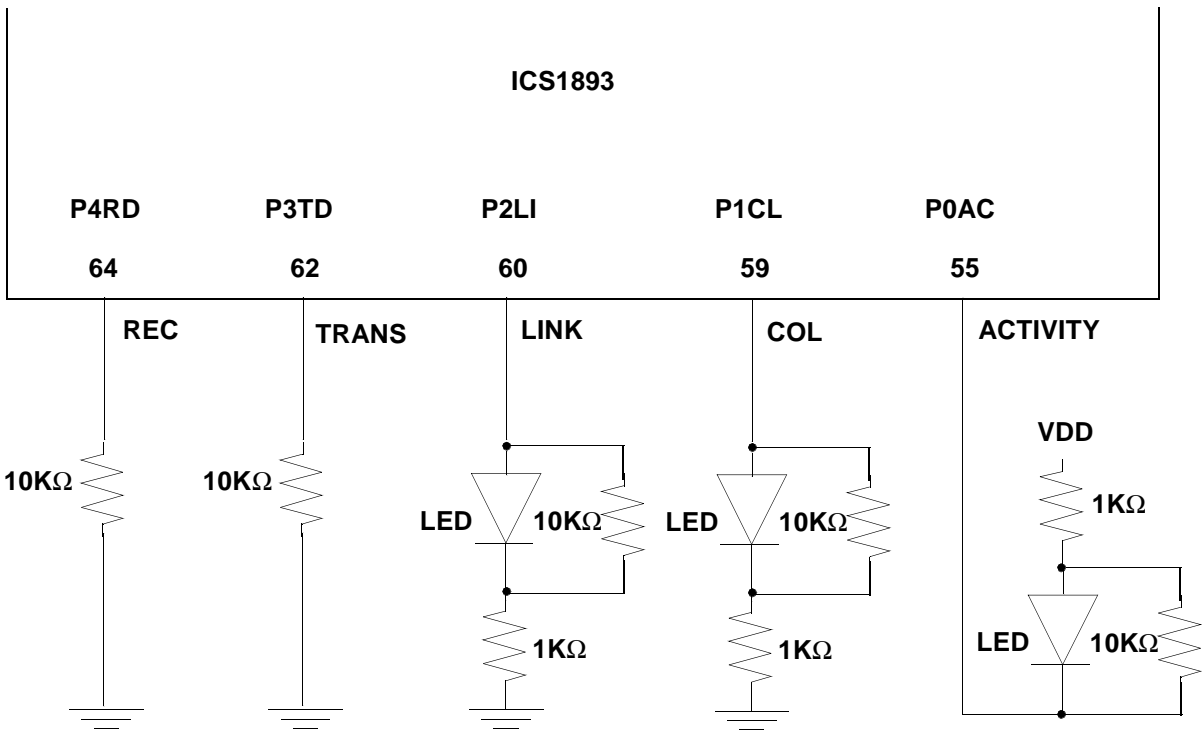 ICS1893
P4RD P3TD P2LI P1CL P0AC
64 62 60 59 55
REC TRANS LINK COL ACTIVITY
VDD
10KΩ 10KΩ 1KΩ
LED 10KΩ LED 10KΩ
LED 10KΩ
1KΩ 1KΩ